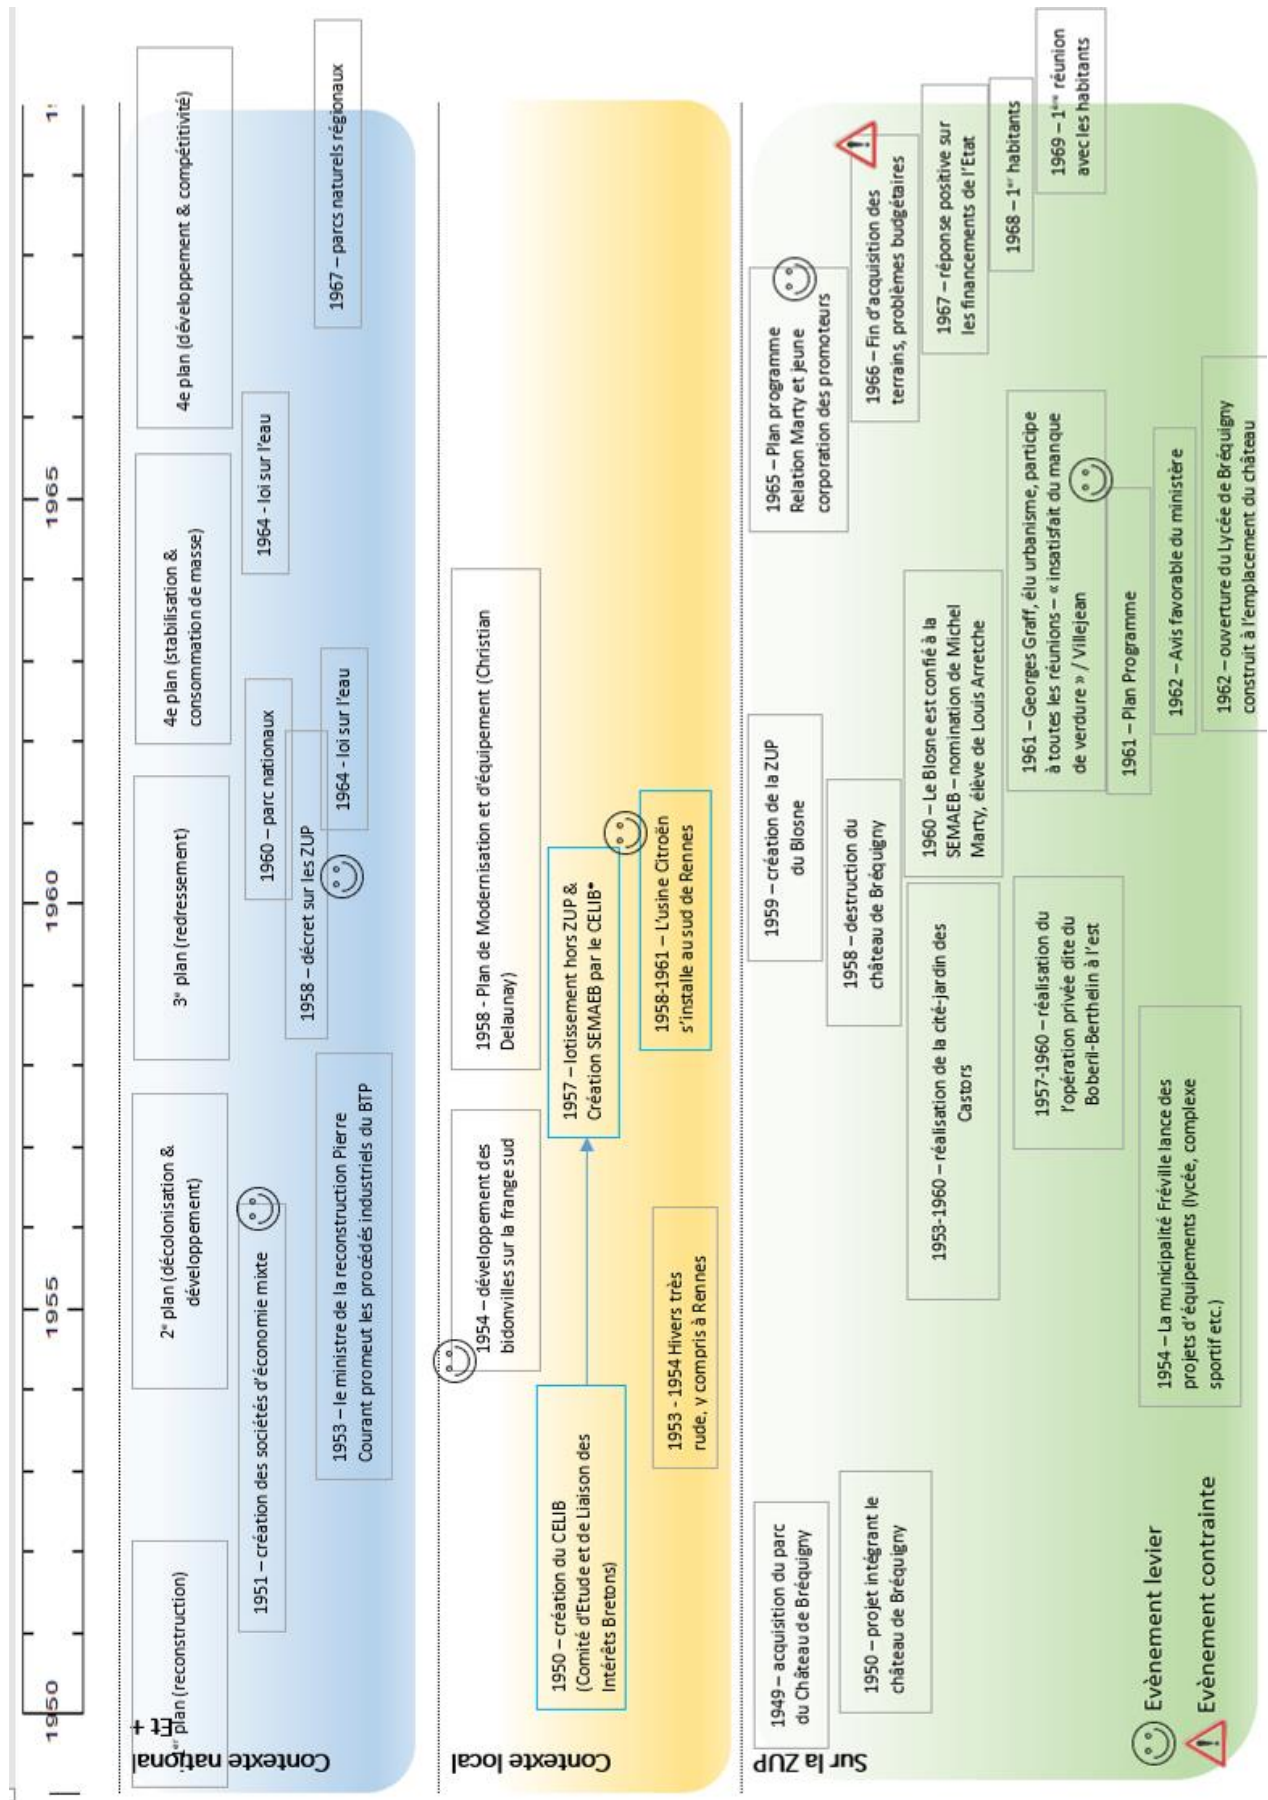 1950
1955
1960
1965
Contexte national
Et +
plan (reconstruction)
2e plan (décolonisation &
développement)
3e plan (redressement)
4e plan (stabilisation &
consommation de masse)
4e plan (développement & compétitivité)
1951 – création des sociétés d'économie mixte
1960 – parc nationaux
1964 - loi sur l'eau
1958 – décret sur les ZUP
1953 – le ministre de la reconstruction Pierre
Courant promeut les procédés industriels du BTP
1964 - loi sur l'eau
1967 – parcs naturels régionaux
Contexte local
1954 – développement des
bidonvilles sur la frange sud
1958 - Plan de Modernisation et d'équipement (Christian
Delaunay)
1950 – création du CELIB
(Comité d'Etude et de Liaison des
Intérêts Bretons)
1957 – lotissement hors ZUP &
Création SEMAEB par le CELIB*
1953 - 1954 Hivers très
rude, y compris à Rennes
1958-1961 – L'usine Citroën
s'installe au sud de Rennes
Sur la ZUP
1949 – acquisition du parc
du Château de Bréquigny
1959 – création de la ZUP
du Blosne
1965 – Plan programme
Relation Marty et jeune
corporation des promoteurs
1950 – projet intégrant le
château de Bréquigny
1958 – destruction du
château de Bréquigny
1966 – Fin d'acquisition des
terrains, problèmes budgétaires
1953-1960 – réalisation de la cité-jardin des
Castors
1960 – Le Blosne est confié à la
SEMAEB – nomination de Michel
Marty, élève de Louis Arretche
1967 – réponse positive sur
les financements de l'Etat
1968 – 1er habitants
1957-1960 – réalisation du
l'opération privée dite du
Boberil-Berthelin à l'est
1961 – Georges Graff, élu urbanisme, participe
à toutes les réunions – « insatisfait du manque
de verdure » / Villejean
1969 – 1ère réunion
avec les habitants
1961 – Plan Programme
1954 – La municipalité Fréville lance des
projets d'équipements (lycée, complexe
sportif etc.)
1962 – Avis favorable du ministère
1962 – ouverture du Lycée de Bréquigny
construit à l'emplacement du château
Evènement levier
Evènement contrainte